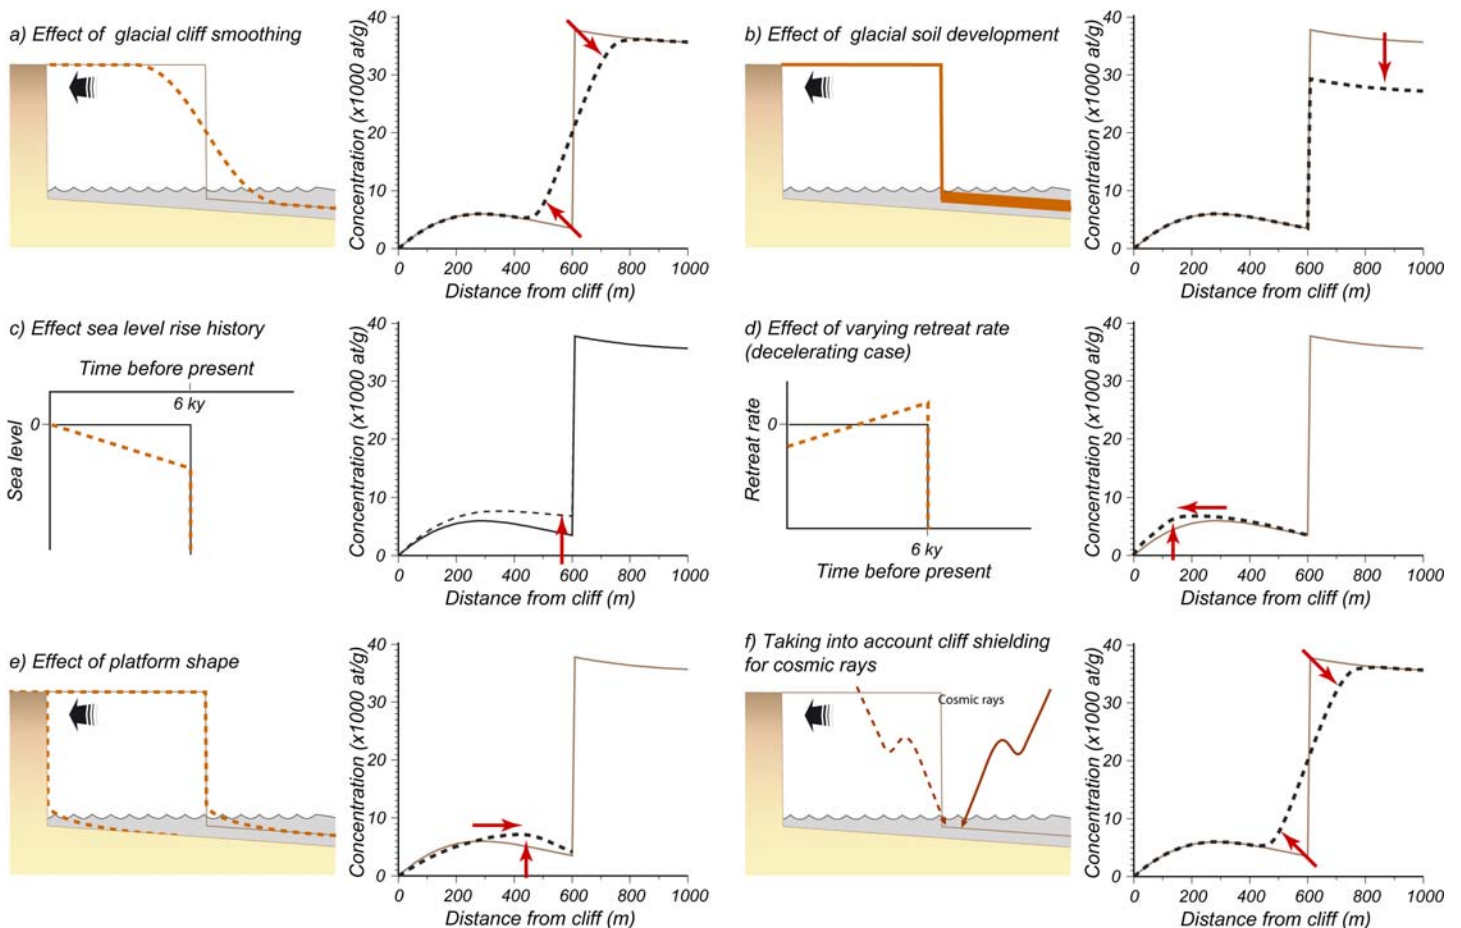 a) Effect of glacial cliff smoothing
Concentration (x1000 at/g)
40
30
20
10
0
0 200 400 600 800 1000
Distance from cliff (m)
b) Effect of glacial soil development
Concentration (x1000 at/g)
40
30
20
10
0
0 200 400 600 800 1000
Distance from cliff (m)
c) Effect sea level rise history
Time before present
6 ky
0
Sea level
Concentration (x1000 at/g)
40
30
20
10
0
0 200 400 600 800 1000
Distance from cliff (m)
d) Effect of varying retreat rate
(decelerating case)
0
Retreat rate
6 ky
Time before present
Concentration (x1000 at/g)
40
30
20
10
0
0 200 400 600 800 1000
Distance from cliff (m)
e) Effect of platform shape
Concentration (x1000 at/g)
40
30
20
10
0
0 200 400 600 800 1000
Distance from cliff (m)
f) Taking into account cliff shielding
for cosmic rays
Cosmic rays
Concentration (x1000 at/g)
40
30
20
10
0
0 200 400 600 800 1000
Distance from cliff (m)